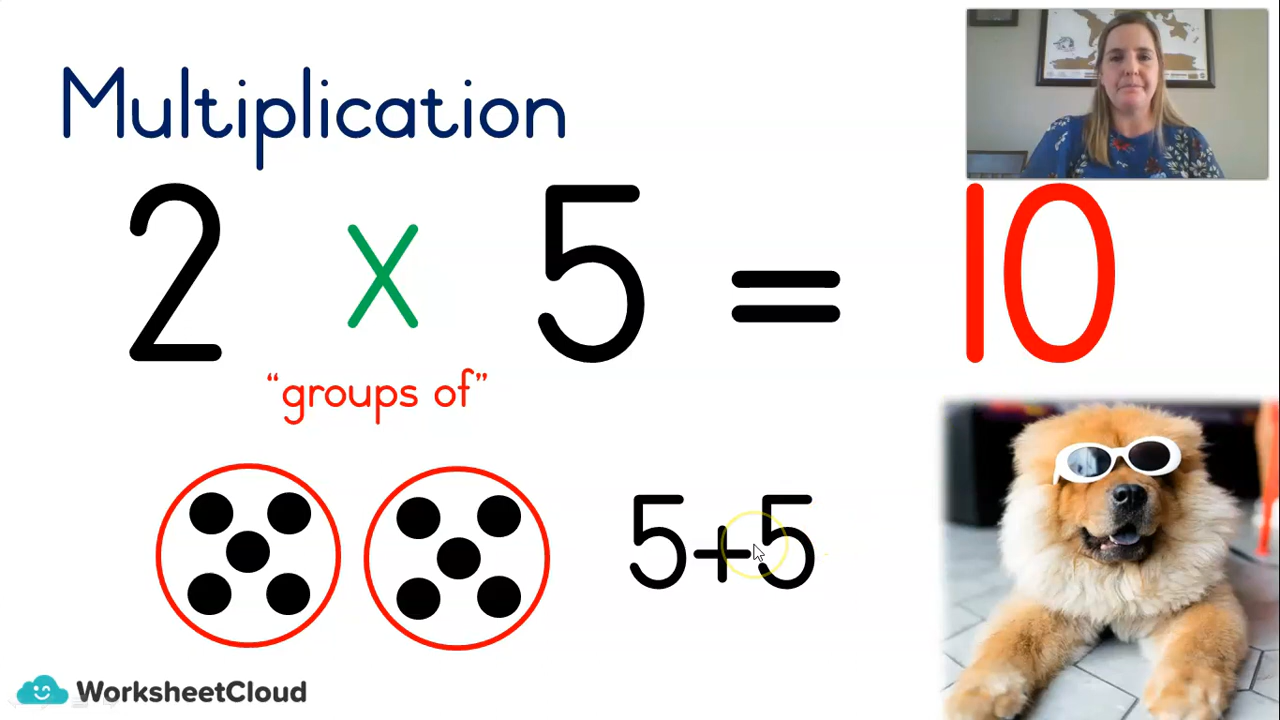 Multiplication
2 x 5 = 10
“groups of”
5+5
WorksheetCloud